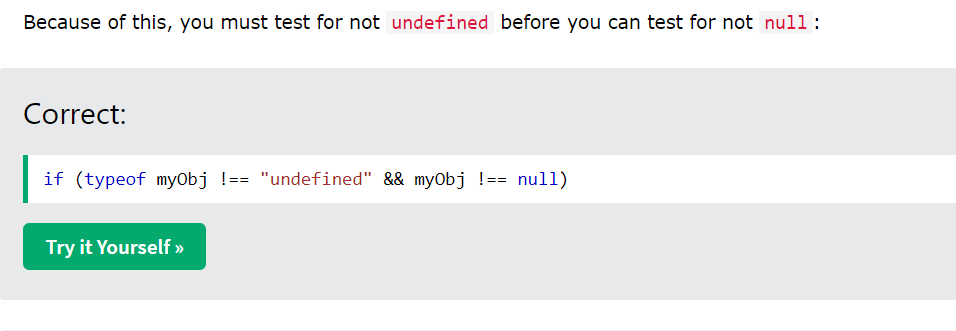 Because of this, you must test for not undefined before you can test for not null:
Correct:
if (typeof myObj !== "undefined" && myObj !== null)
Try it Yourself »